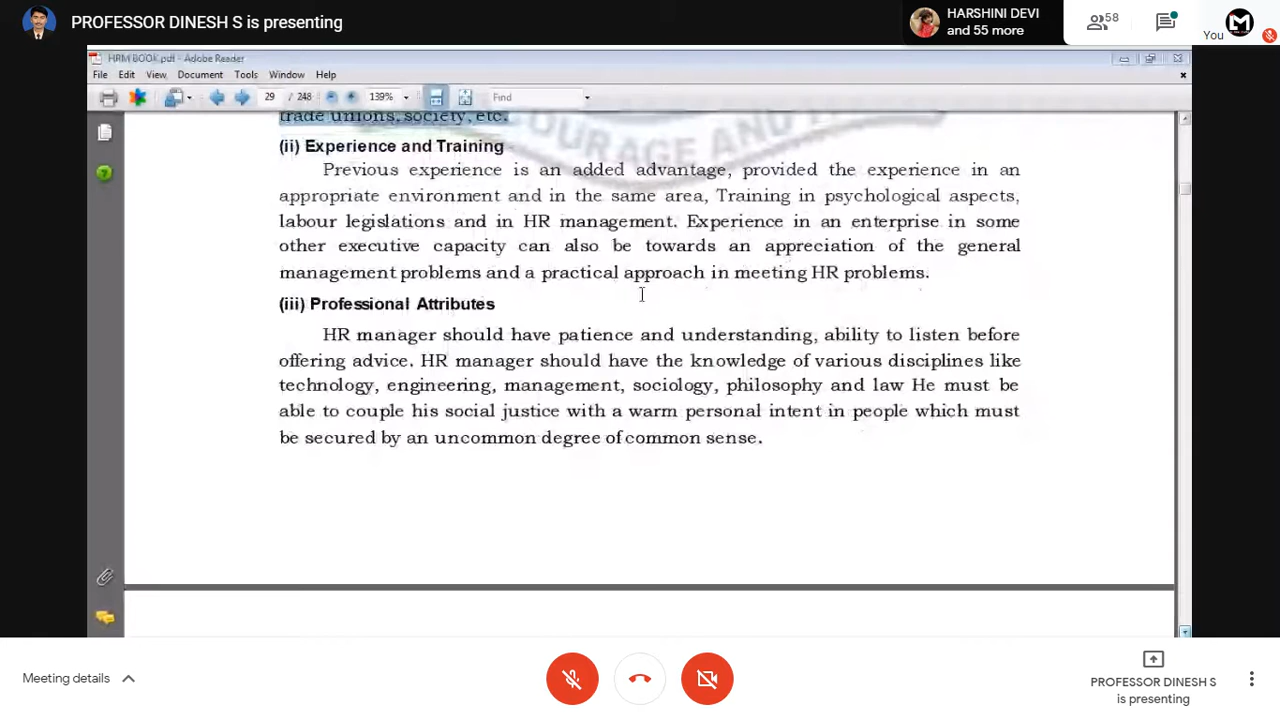 PROFESSOR DINESH S is presenting
HARSHINI DEVI
and 55 more
58
You
HRM BOOK.pdf - Adobe Reader
File Edit View Document Tools Window Help
29 / 248 139% Find
trade unions, society, etc.
COURAGE AND
(ii) Experience and Training
Previous experience is an added advantage, provided the experience in an
appropriate environment and in the same area, Training in psychological aspects,
labour legislations and in HR management. Experience in an enterprise in some
other executive capacity can also be towards an appreciation of the general
management problems and a practical approach in meeting HR problems.
(iii) Professional Attributes
HR manager should have patience and understanding, ability to listen before
offering advice. HR manager should have the knowledge of various disciplines like
technology, engineering, management, sociology, philosophy and law He must be
able to couple his social justice with a warm personal intent in people which must
be secured by an uncommon degree of common sense.
Meeting details
PROFESSOR DINESH S
is presenting